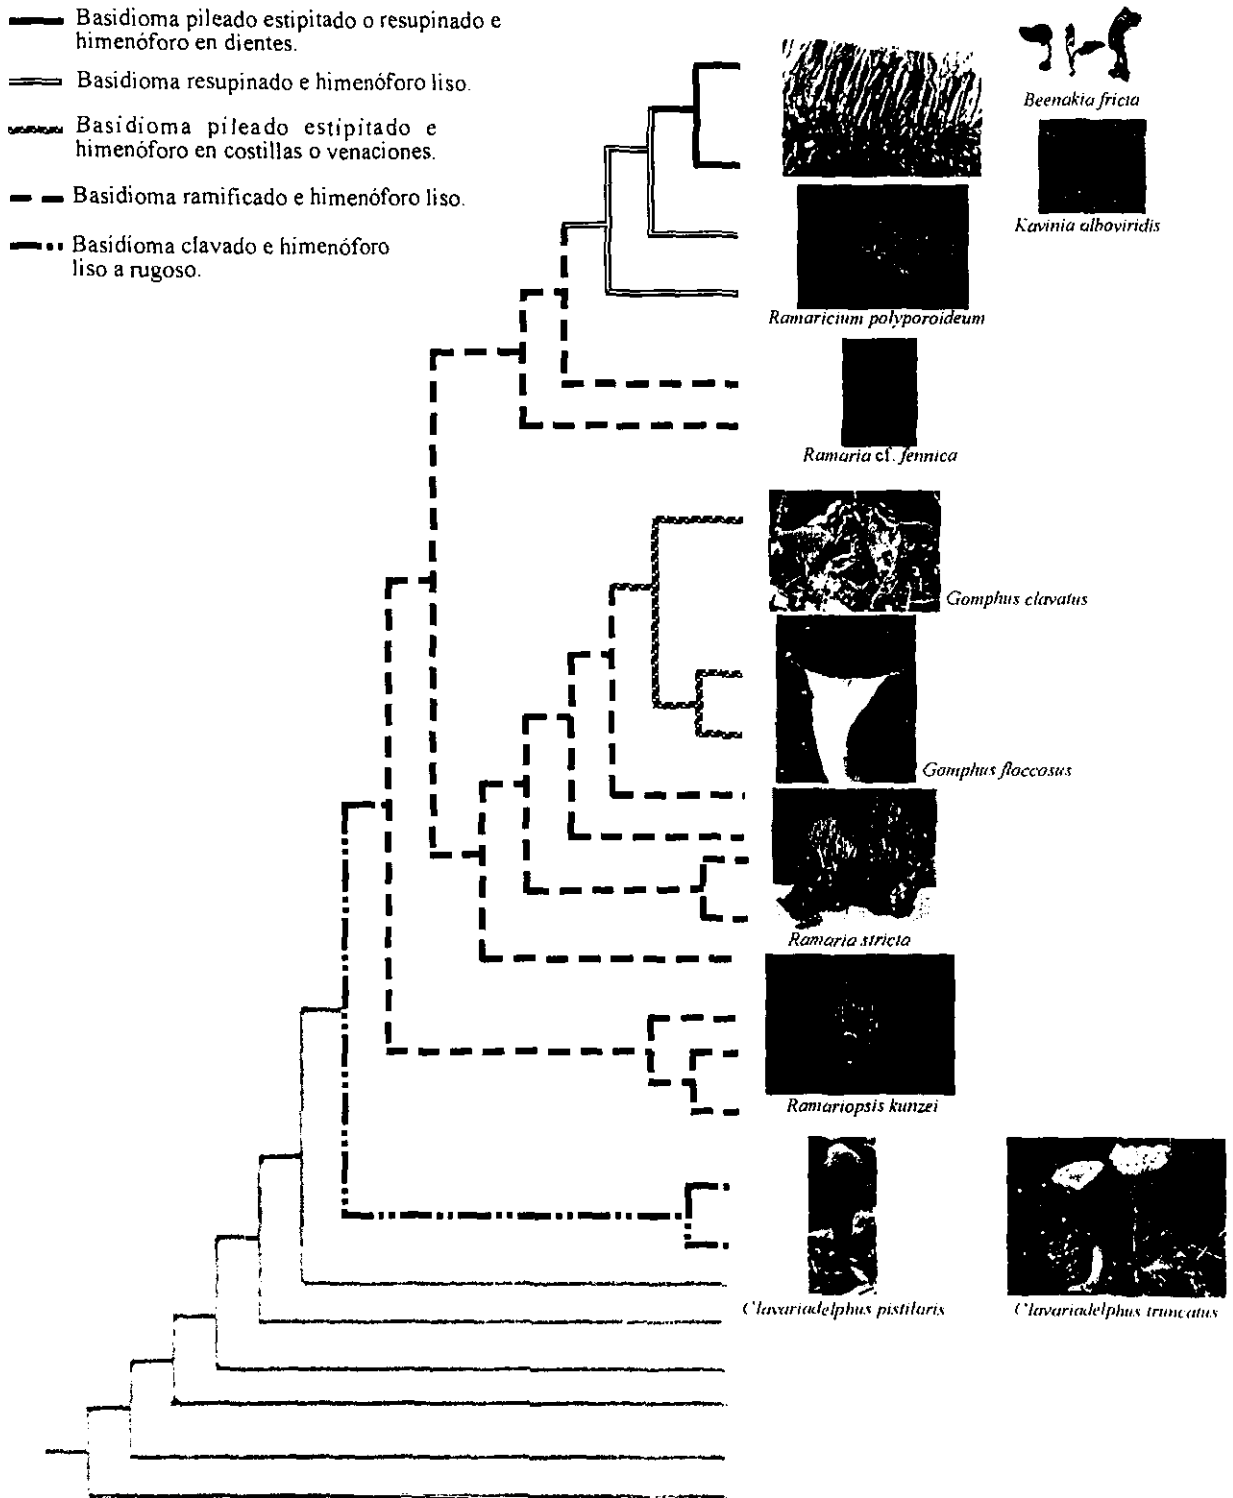 Basidioma pileado estipitado o resupinado e
himenóforo en dientes.
Basidioma resupinado e himenóforo liso.
Basidioma pileado estipitado e
himenóforo en costillas o venaciones.
Basidioma ramificado e himenóforo liso.
Basidioma clavado e himenóforo
liso a rugoso.
Beenakia fricta
Kavinia alboviridis
Ramaricium polyporoideum
Ramaria cf. fennica
Gomphus clavatus
Gomphus floccosus
Ramaria stricta
Ramariopsis kunzei
Clavariadelphus pistilaris
Clavariadelphus truncatus